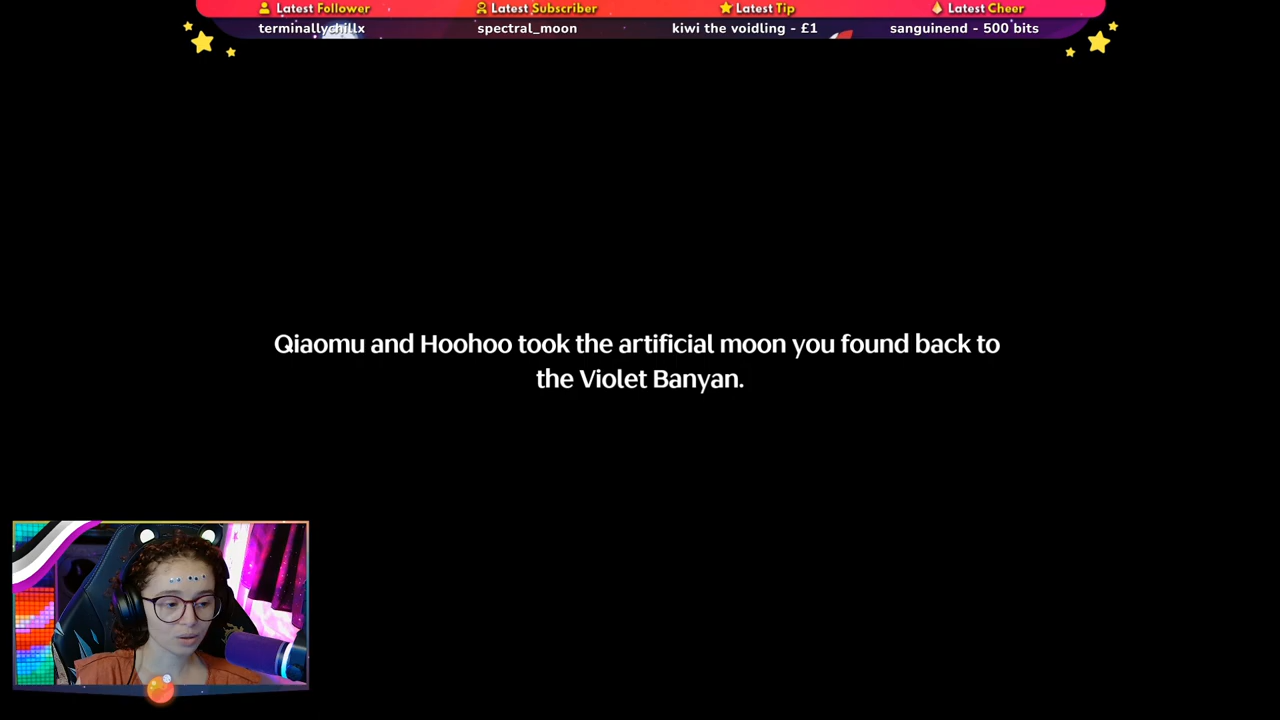 Latest Follower
terminallychillx
Latest Subscriber
spectral_moon
Latest Tip
kiwi the voidling - £1
Latest Cheer
sanguinend - 500 bits
Qiaomu and Hoohoo took the artificial moon you found back to
the Violet Banyan.